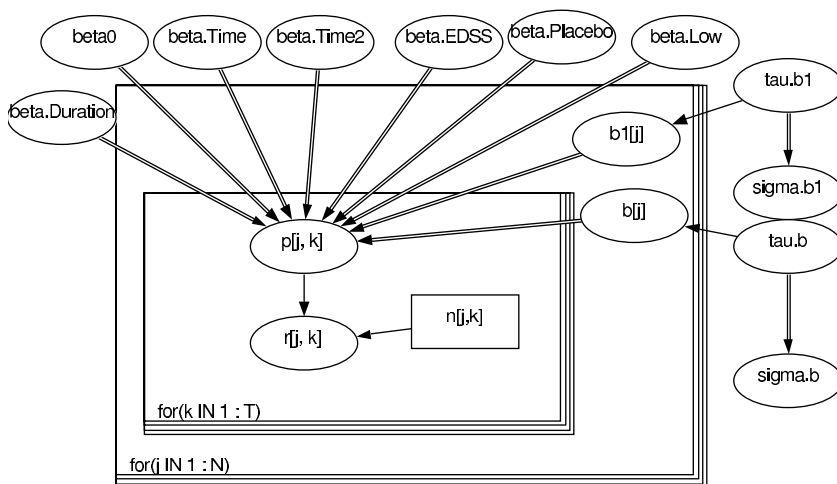 beta0
beta.Time
beta.Time2
beta.EDSS
beta.Placebo
beta.Low
tau.b1
beta.Duration
b1[j]
sigma.b1
b[j]
p[j, k]
tau.b
n[j,k]
r[j, k]
sigma.b
for(k IN 1 : T)
for(j IN 1 : N)